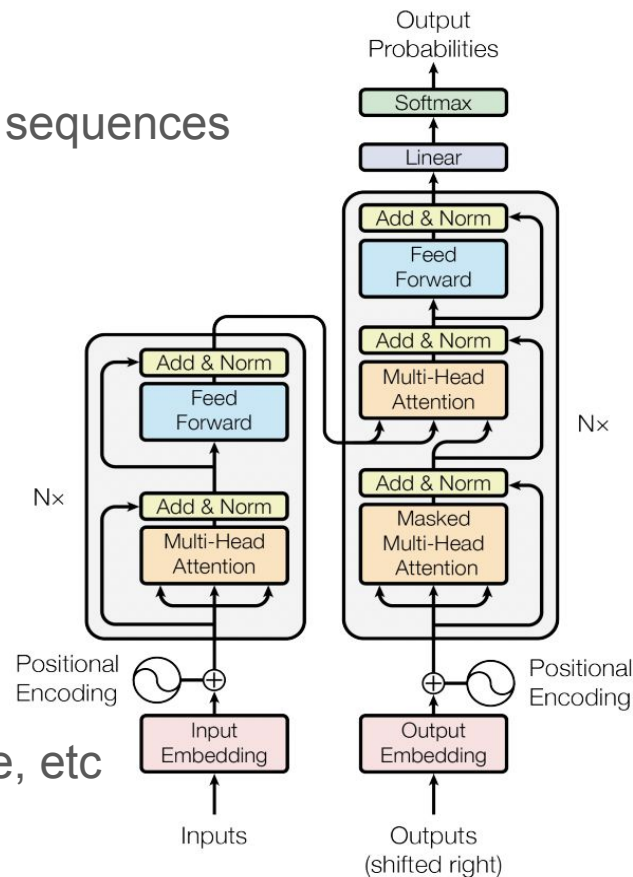 Output
Probabilities
Softmax
sequences
Linear
Add & Norm
Feed
Forward
Add & Norm
Multi-Head
Attention
Add & Norm
Feed
Forward
N×
N×
Add & Norm
Multi-Head
Attention
Add & Norm
Masked
Multi-Head
Attention
Positional
Encoding
Positional
Encoding
Input
Embedding
Output
Embedding
e, etc
Inputs
Outputs
(shifted right)